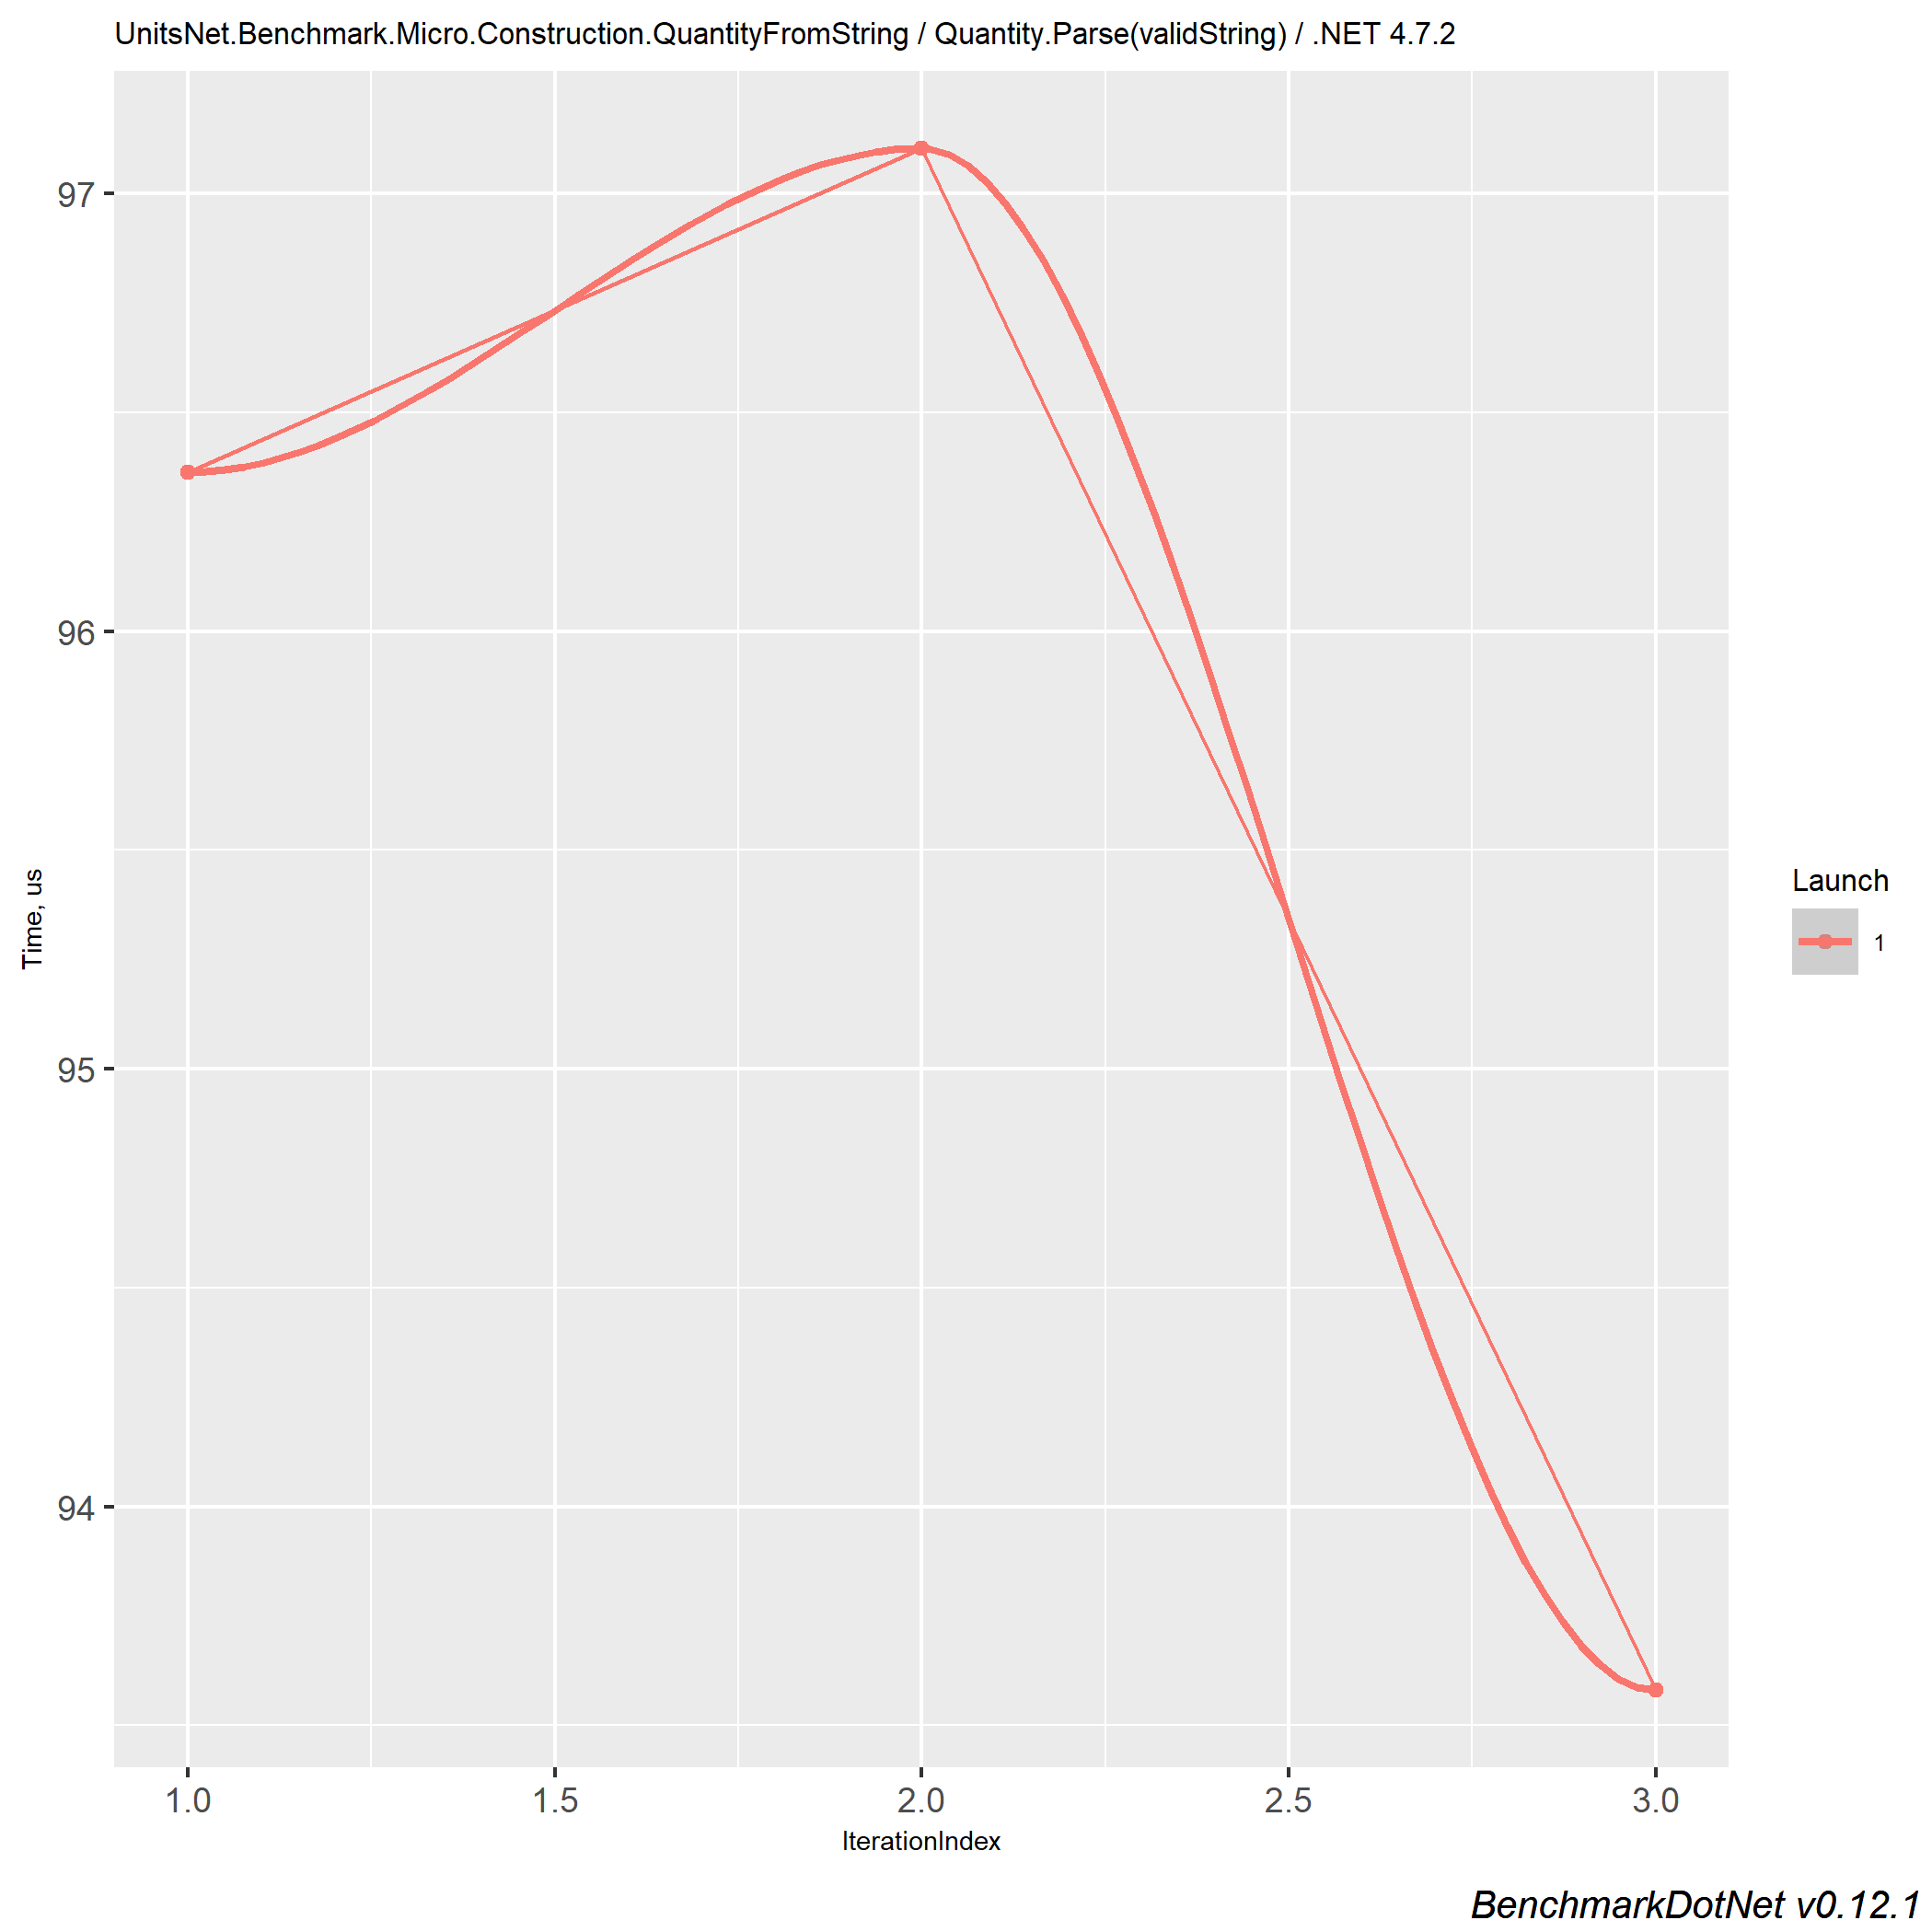 UnitsNet.Benchmark.Micro.Construction.QuantityFromString / Quantity.Parse(validString) / .NET 4.7.2
97
96
95
94
Time, us
1.0 1.5 2.0 2.5 3.0
IterationIndex
Launch
1
BenchmarkDotNet v0.12.1